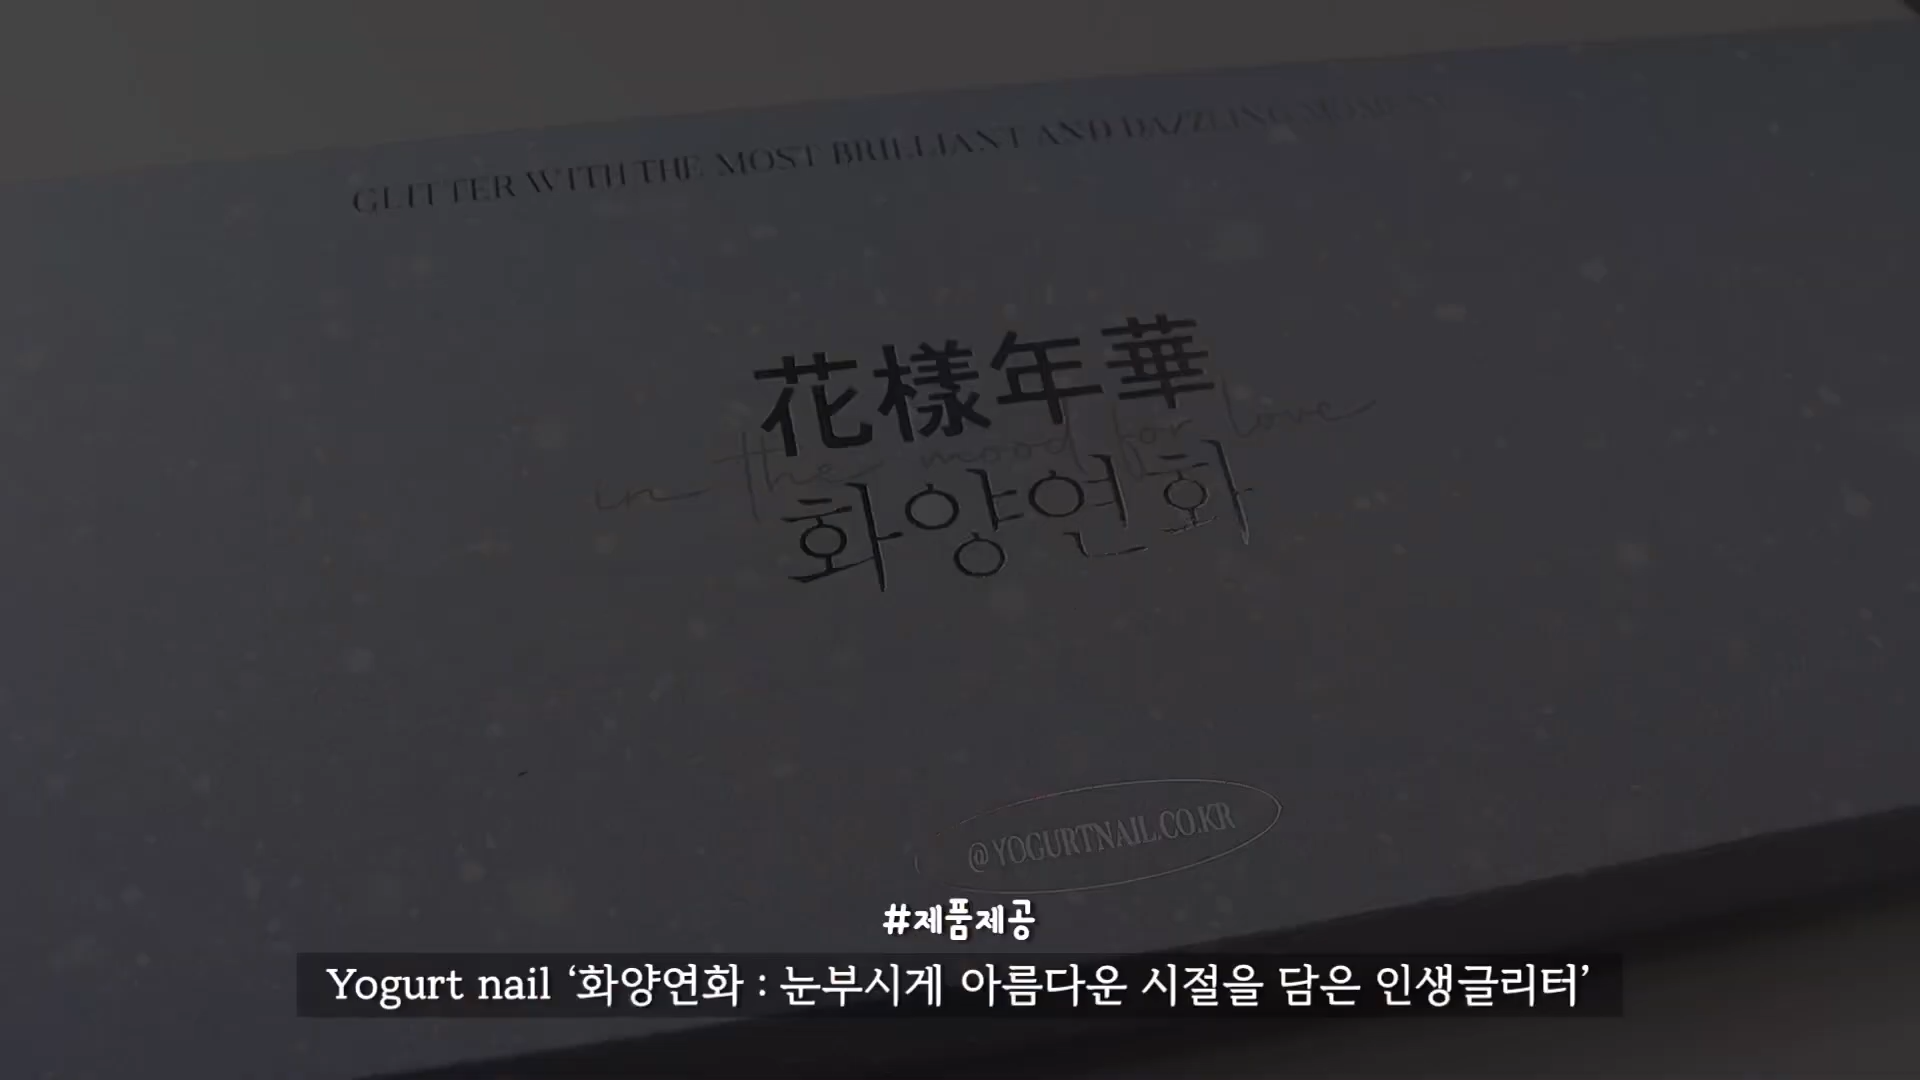 GLITTER WITH THE MOST BRILLIANT AND DAZZLING MOMENT
花樣年華
in the mood for love
화양연화
@YOGURTNAIL.CO.KR
#제품제공
Yogurt nail ‘화양연화 : 눈부시게 아름다운 시절을 담은 인생글리터’